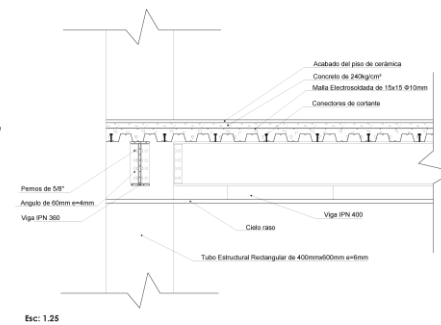 Acabado del piso de cerámica
Concreto de 240kg/cm²
Malla Electrosoldada de 15x15 Φ10mm
Conectores de cortante
Pernos de 5/8"
Angulo de 60mm e=4mm
Viga IPN 360
Viga IPN 400
Cielo raso
Tubo Estructural Rectangular de 400mmx600mm e=6mm
Esc: 1.25